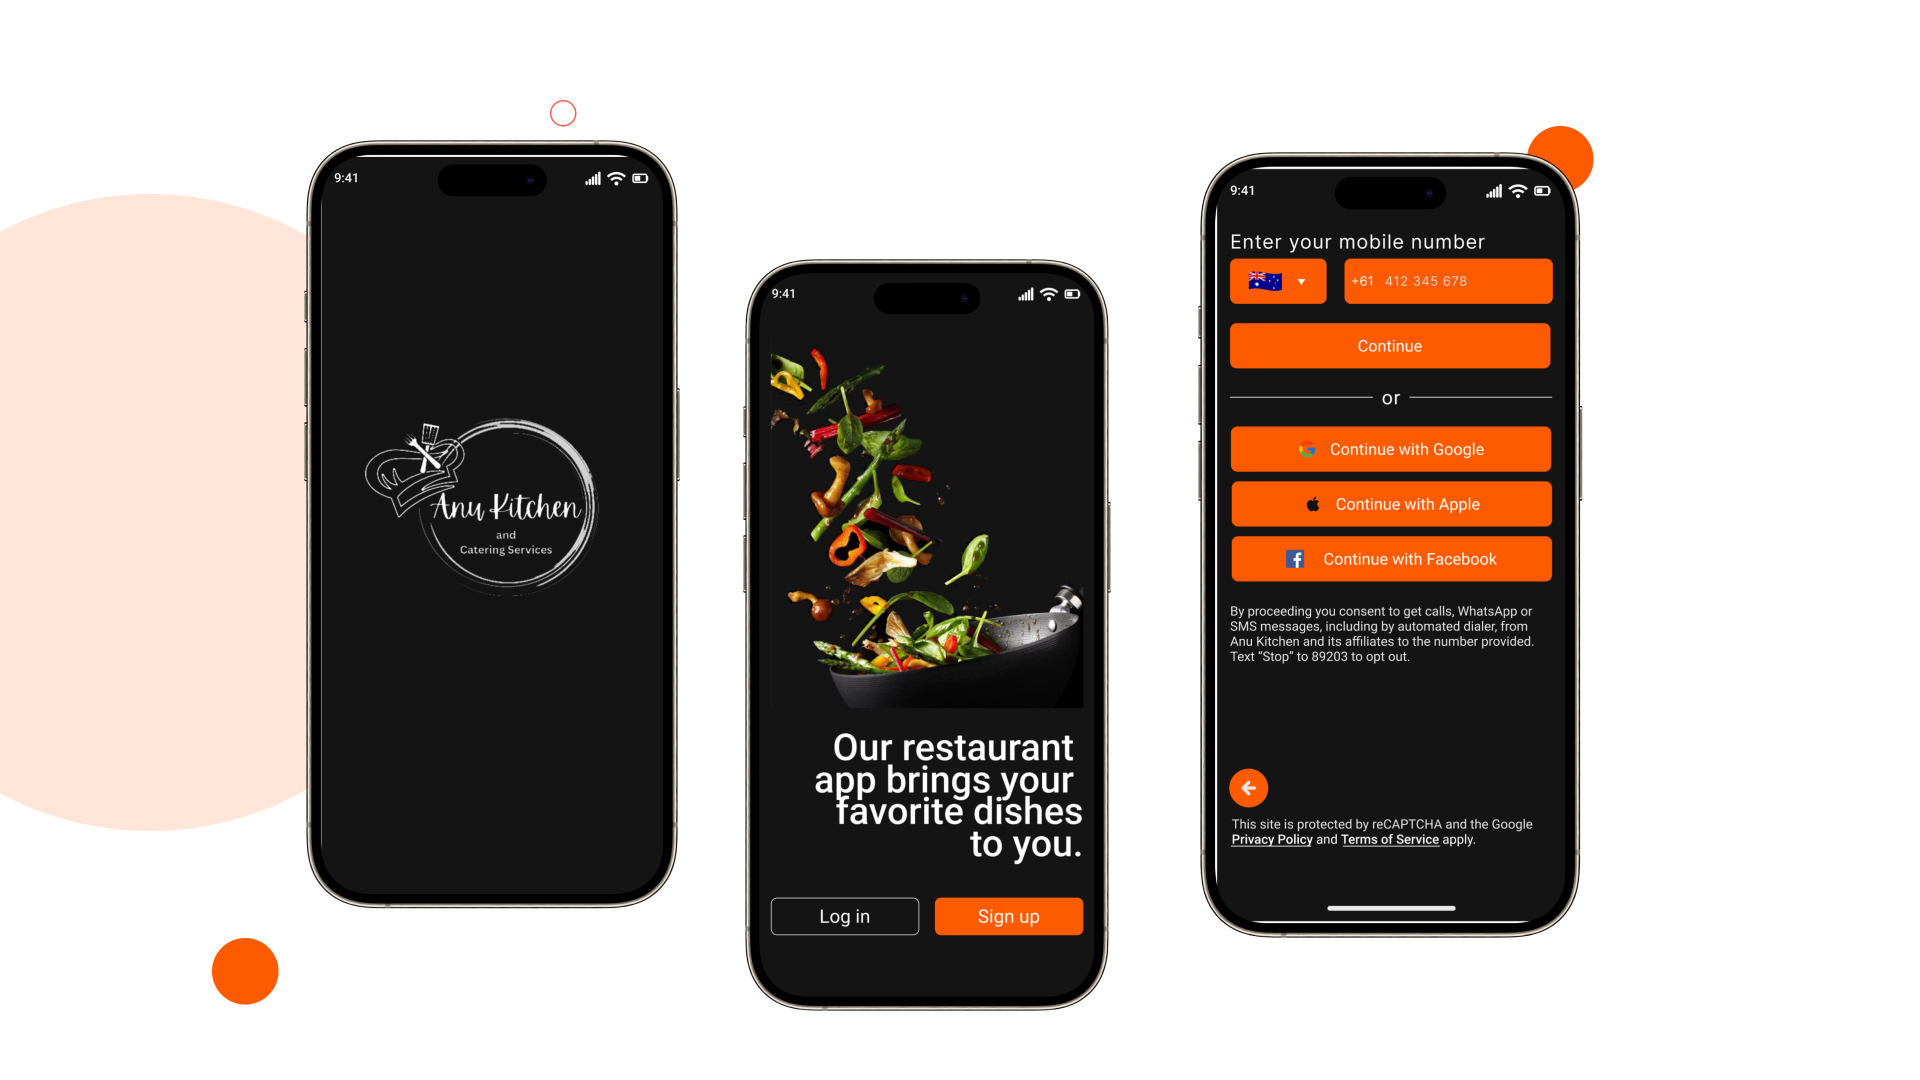 9:41
Anu Kitchen
and
Catering Services
9:41
Our restaurant
app brings your
favorite dishes
to you.
Log in
Sign up
9:41
Enter your mobile number
+61 412 345 678
Continue
or
Continue with Google
Continue with Apple
Continue with Facebook
By proceeding you consent to get calls, WhatsApp or
SMS messages, including by automated dialer, from
Anu Kitchen and its affiliates to the number provided.
Text “Stop” to 89203 to opt out.
This site is protected by reCAPTCHA and the Google
Privacy Policy and Terms of Service apply.